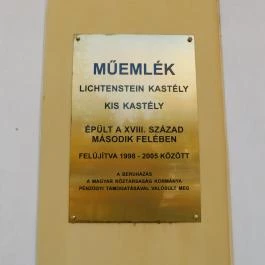 MŰEMLÉK
LICHTENSTEIN KASTÉLY
KIS KASTÉLY
ÉPÜLT A XVIII. SZÁZAD
MÁSODIK FELÉBEN
FELÚJÍTVA 1998 - 2005 KÖZÖTT
A BERUHÁZÁS
A MAGYAR KÖZTÁRSASÁG KORMÁNYA
PÉNZÜGYI TÁMOGATÁSÁVAL VALÓSULT MEG